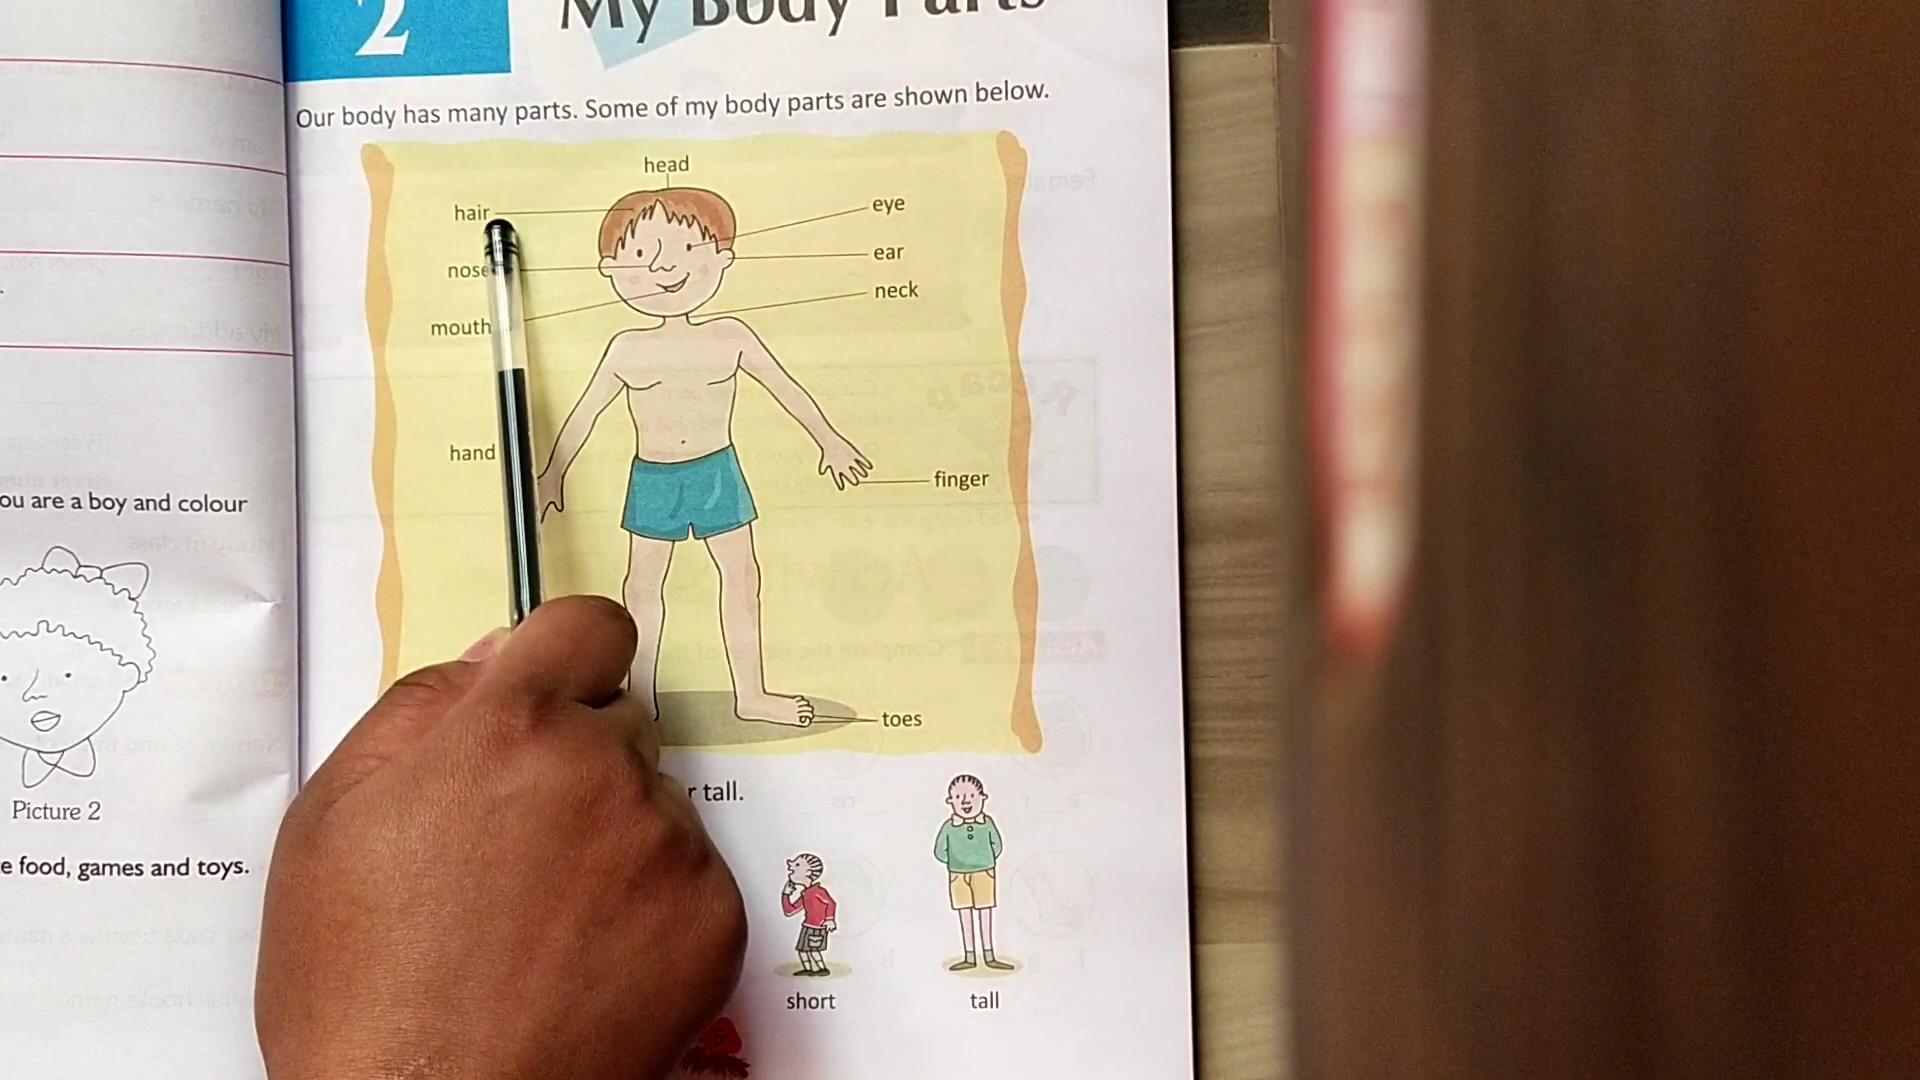 2
My Body Parts
Our body has many parts. Some of my body parts are shown below.
head
hair
eye
nose
ear
neck
mouth
hand
finger
toes
tall.
short
tall
5
ou are a boy and colour
Picture 2
e food, games and toys.